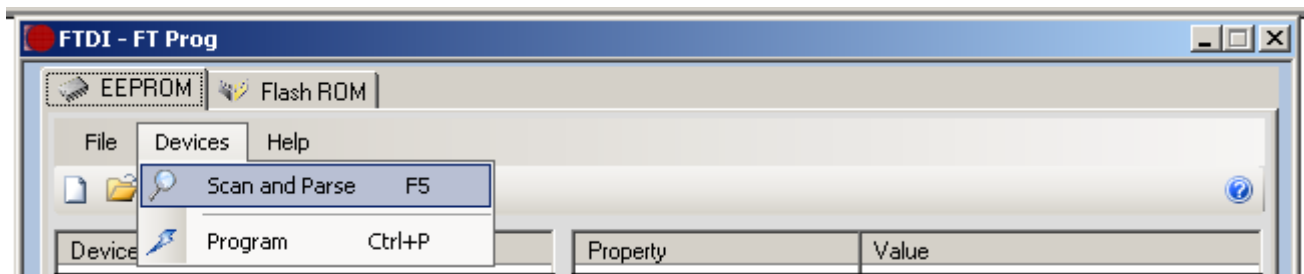 FTDI - FT Prog
EEPROM Flash ROM
File Devices Help
Scan and Parse F5
Program Ctrl+P
Device Property Value